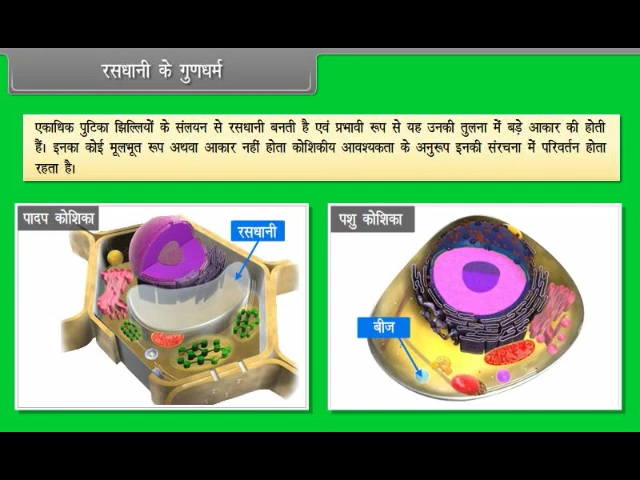 रसधानी के गुणधर्म
एकाधिक पुटिका झिल्लियों के संलयन से रसधानी बनती है एवं प्रभावी रूप से यह उनकी तुलना में बड़े आकार की होती
हैं। इनका कोई मूलभूत रूप अथवा आकार नहीं होता कोशिकीय आवश्यकता के अनुरूप इनकी संरचना में परिवर्तन होता
रहता है।
पादप कोशिका
रसधानी
पशु कोशिका
बीज